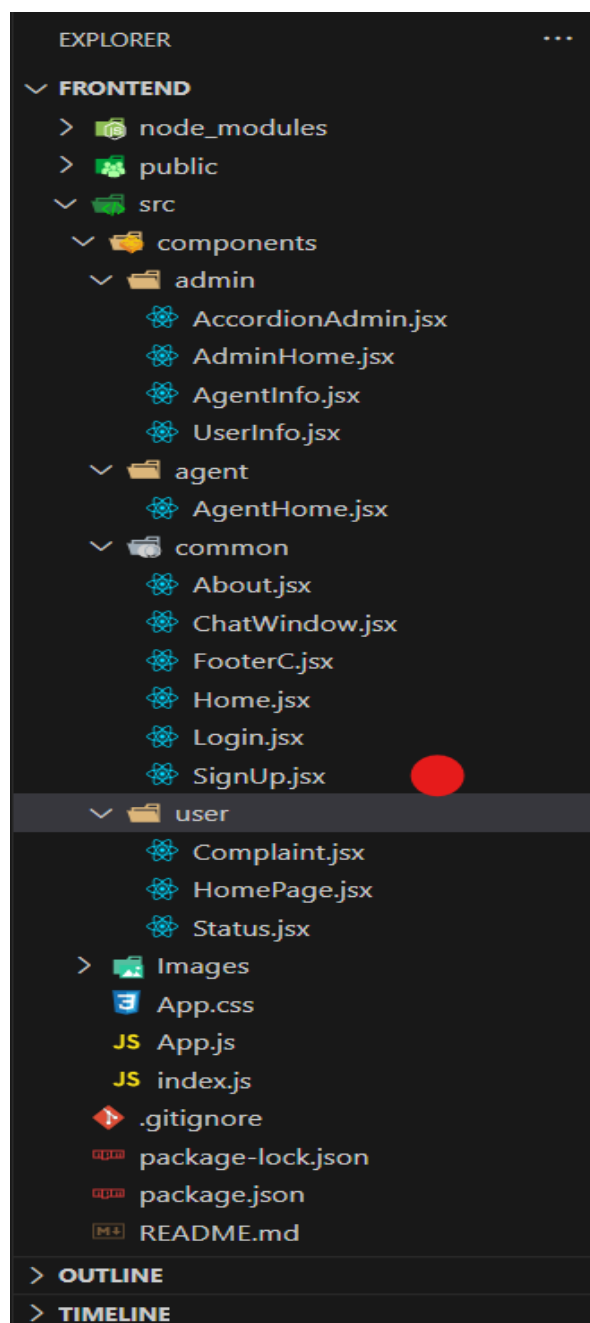 EXPLORER ...
FRONTEND
node_modules
public
src
components
admin
AccordionAdmin.jsx
AdminHome.jsx
AgentInfo.jsx
UserInfo.jsx
agent
AgentHome.jsx
common
About.jsx
ChatWindow.jsx
FooterC.jsx
Home.jsx
Login.jsx
SignUp.jsx
user
Complaint.jsx
HomePage.jsx
Status.jsx
Images
App.css
JS App.js
JS index.js
.gitignore
package-lock.json
package.json
README.md
OUTLINE
TIMELINE